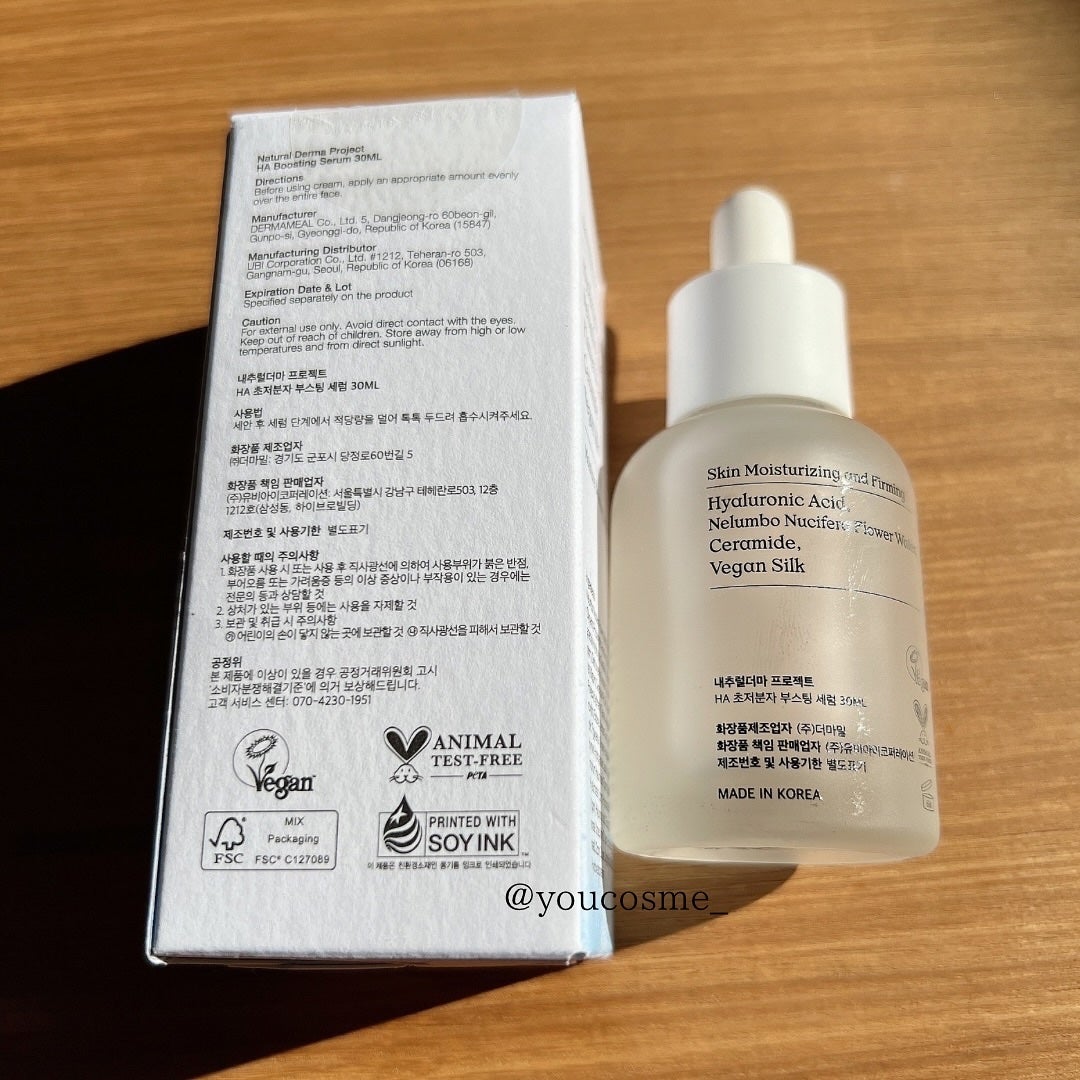 Natural Derma Project
HA Boosting Serum 30ML
Directions
Before using cream, apply an appropriate amount evenly
over the entire face.
Manufacturer
DERMAMEAL Co., Ltd. 5, Dangjeong-ro 60beon-gil,
Gunpo-si, Gyeonggi-do, Republic of Korea (15847)
Manufacturing Distributor
UBI Corporation Co., Ltd. #1212, Teheran-ro 503,
Gangnam-gu, Seoul, Republic of Korea (06168)
Expiration Date & Lot
Specified separately on the product
Caution
For external use only. Avoid direct contact with the eyes.
Keep out of reach of children. Store away from high or low
temperatures and from direct sunlight.
내추럴더마 프로젝트
HA 초저분자 부스팅 세럼 30ML
사용법
세안 후 세럼 단계에서 적당량을 덜어 톡톡 두드려 흡수시켜주세요.
화장품 제조업자
㈜더마밀: 경기도 군포시 당정로60번길 5
화장품 책임 판매업자
(주)유비아이코퍼레이션: 서울특별시 강남구 테헤란로503, 12층
1212호(삼성동, 하이브로빌딩)
제조번호 및 사용기한 별도표기
사용할 때의 주의사항
1. 화장품 사용 시 또는 사용 후 직사광선에 의하여 사용부위가 붉은 반점,
부어오름 또는 가려움증 등의 이상 증상이나 부작용이 있는 경우에는
전문의 등과 상담할 것
2. 상처가 있는 부위 등에는 사용을 자제할 것
3. 보관 및 취급 시 주의사항
㉮ 어린이의 손이 닿지 않는 곳에 보관할 것 ㉯ 직사광선을 피해서 보관할 것
공정위
본 제품에 이상이 있을 경우 공정거래위원회 고시
'소비자분쟁해결기준'에 의거 보상해드립니다.
고객 서비스 센터: 070-4230-1951
Vegan™
ANIMAL
TEST-FREE
PETA
FSC
MIX
Packaging
FSC® C127089
PRINTED WITH
SOY INK™
이 제품은 친환경소재인 콩기름 잉크로 인쇄되었습니다
Skin Moisturizing and Firming
Hyaluronic Acid,
Nelumbo Nucifera Flower Water,
Ceramide,
Vegan Silk
내추럴더마 프로젝트
HA 초저분자 부스팅 세럼 30ML
화장품제조업자 (주)더마밀
화장품 책임 판매업자 (주)유비아이코퍼레이션
제조번호 및 사용기한 별도표기
MADE IN KOREA
Vegan
@youcosme_